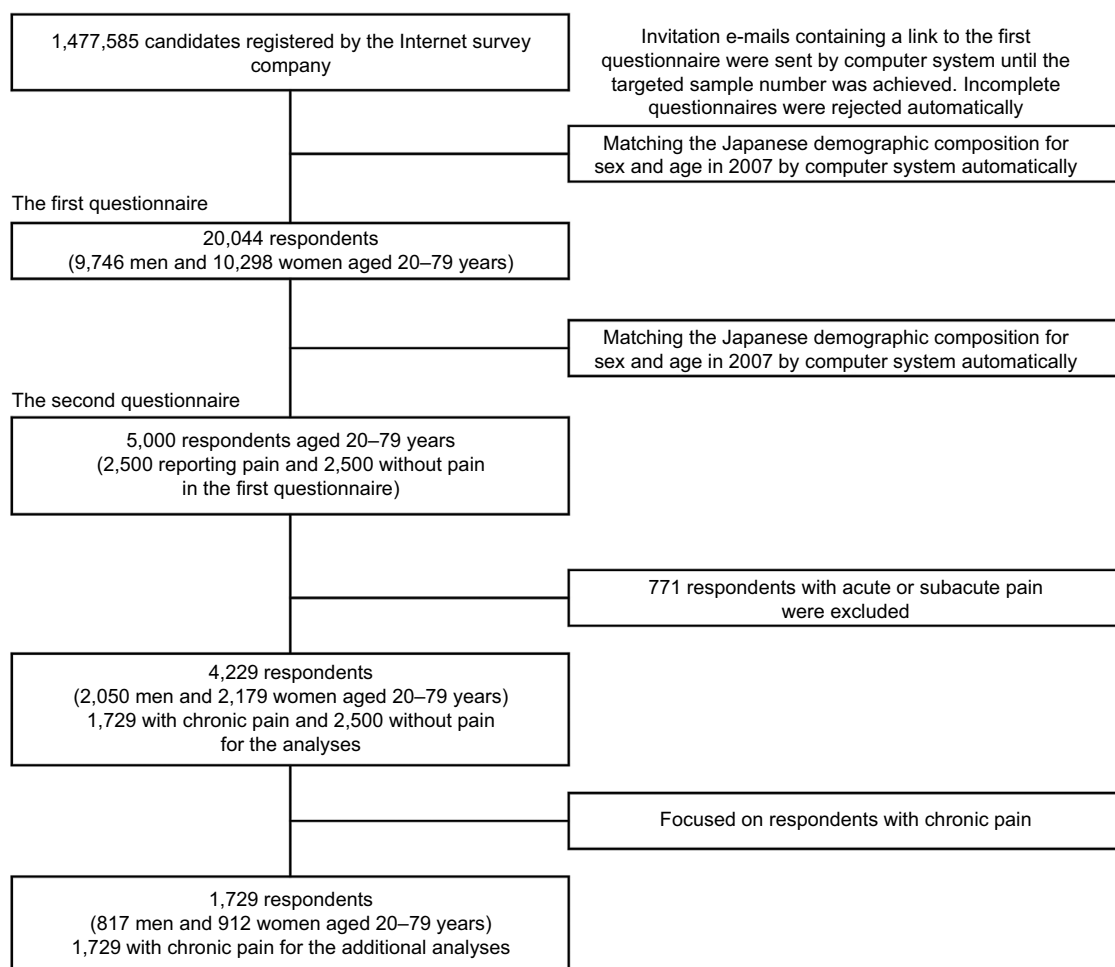 1,477,585 candidates registered by the Internet survey
company
Invitation e-mails containing a link to the first
questionnaire were sent by computer system until the
targeted sample number was achieved. Incomplete
questionnaires were rejected automatically
Matching the Japanese demographic composition for
sex and age in 2007 by computer system automatically
The first questionnaire
20,044 respondents
(9,746 men and 10,298 women aged 20–79 years)
Matching the Japanese demographic composition for
sex and age in 2007 by computer system automatically
The second questionnaire
5,000 respondents aged 20–79 years
(2,500 reporting pain and 2,500 without pain
in the first questionnaire)
771 respondents with acute or subacute pain
were excluded
4,229 respondents
(2,050 men and 2,179 women aged 20–79 years)
1,729 with chronic pain and 2,500 without pain
for the analyses
Focused on respondents with chronic pain
1,729 respondents
(817 men and 912 women aged 20–79 years)
1,729 with chronic pain for the additional analyses